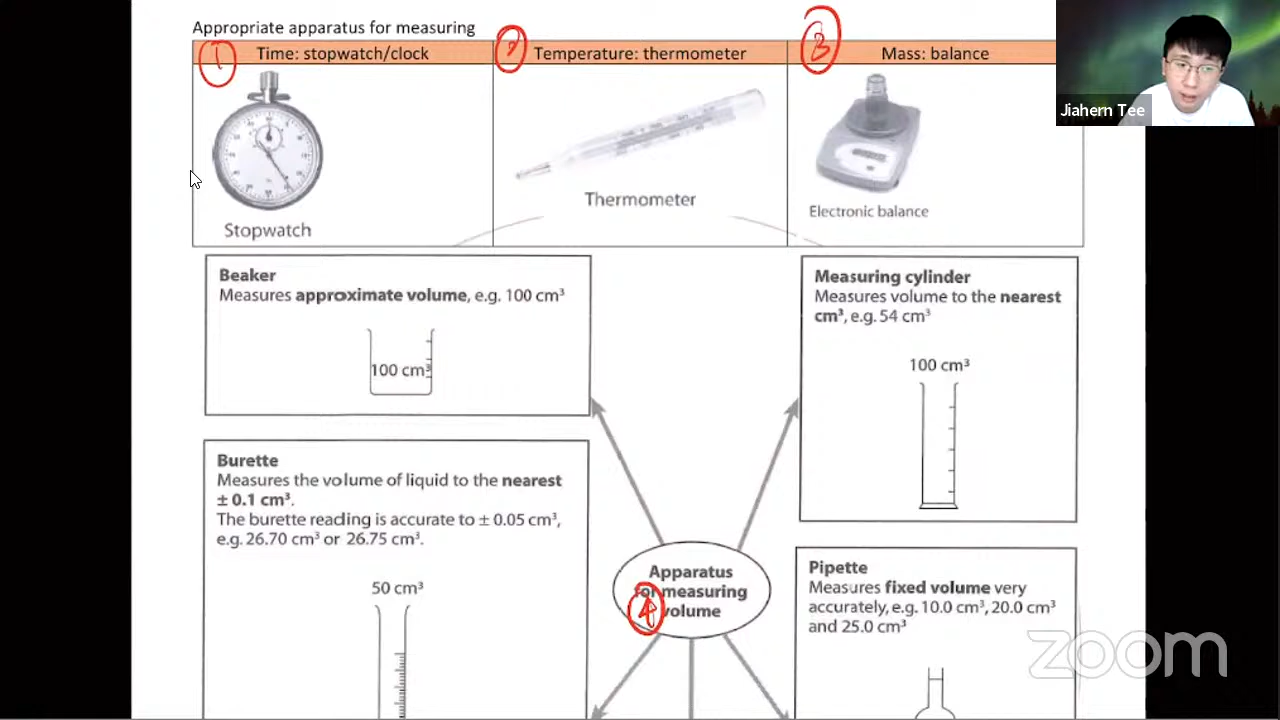 Appropriate apparatus for measuring
1 Time: stopwatch/clock
2 Temperature: thermometer
3 Mass: balance
Stopwatch
Thermometer
Electronic balance
Jiahern Tee
Beaker
Measures approximate volume, e.g. 100 cm³
100 cm³
Measuring cylinder
Measures volume to the nearest
cm³, e.g. 54 cm³
100 cm³
Burette
Measures the volume of liquid to the nearest
± 0.1 cm³.
The burette reading is accurate to ± 0.05 cm³,
e.g. 26.70 cm³ or 26.75 cm³.
50 cm³
Apparatus
for measuring
4 volume
Pipette
Measures fixed volume very
accurately, e.g. 10.0 cm³, 20.0 cm³
and 25.0 cm³
zoom